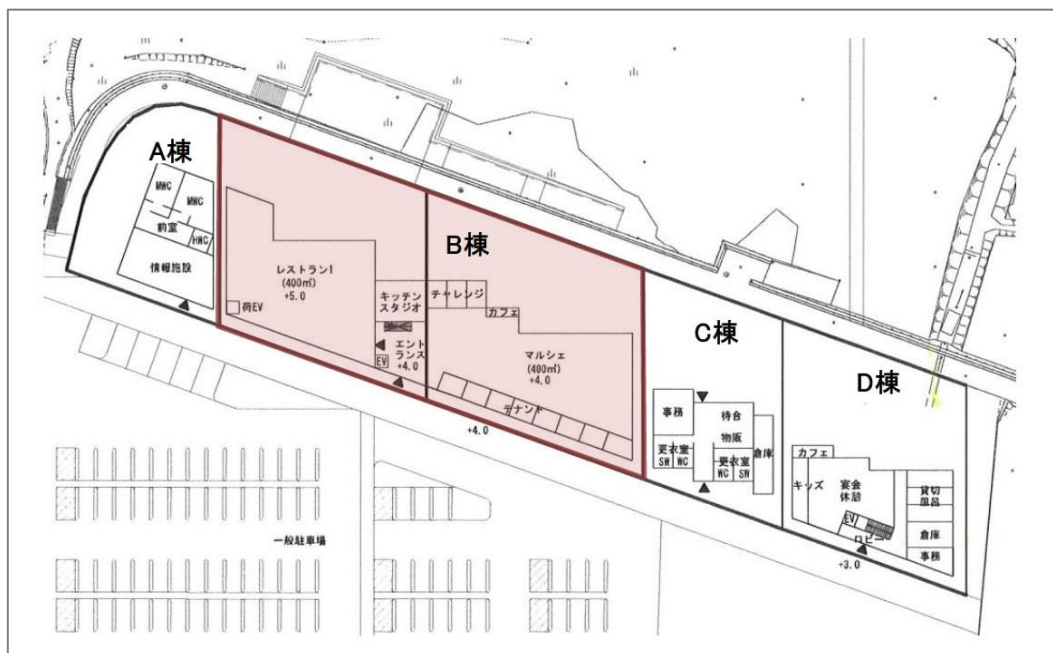 A棟
MWC
MWC
前室
HWC
情報施設
B棟
レストラン1
(400㎡)
+5.0
荷EV
キッチン
スタジオ
エント
ランス
+4.0
EV
チャレンジ
カフェ
マルシェ
(400㎡)
+4.0
テナント
+4.0
C棟
事務
待合
物販
倉庫
更衣室
SW
WC
更衣室
WC
SW
D棟
カフェ
キッズ
宴会
休憩
EV
ロビー
貸切
風呂
倉庫
事務
+3.0
一般駐車場